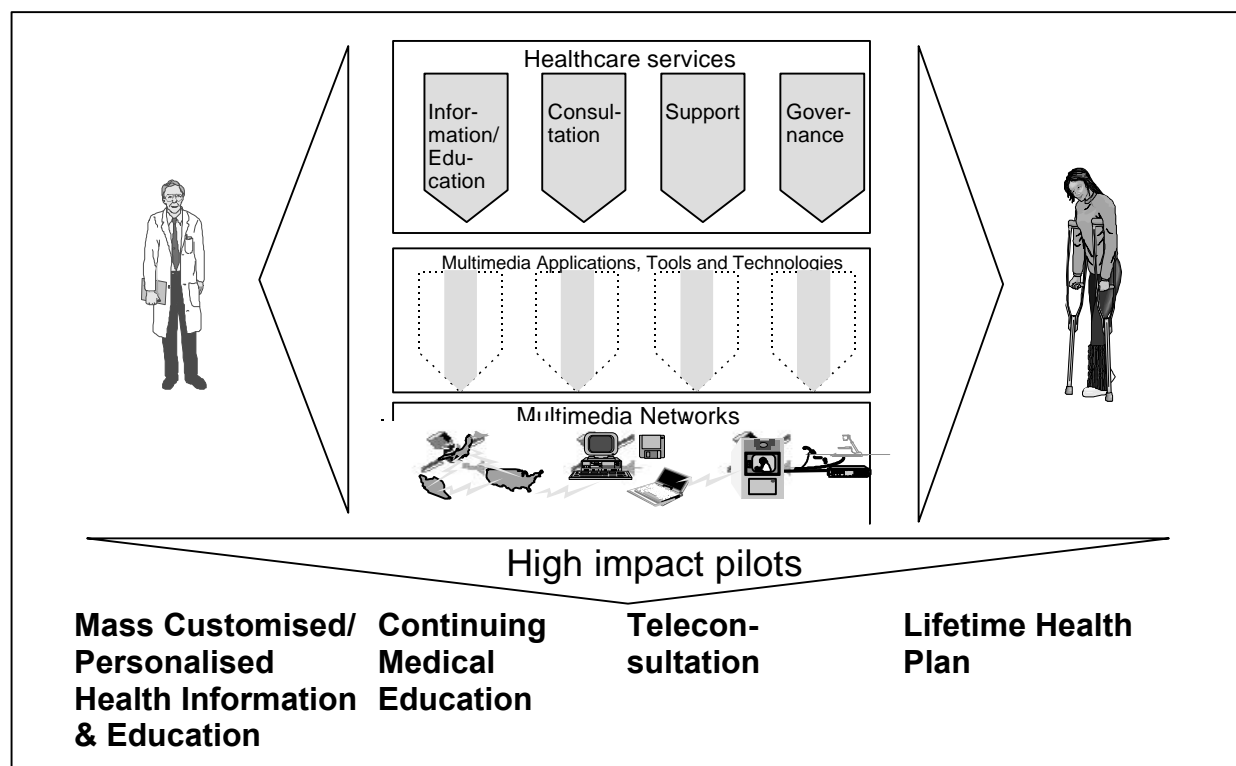 Healthcare services
Infor-
mation/
Edu-
cation
Consul-
tation
Support
Gover-
nance
Multimedia Applications, Tools and Technologies
Multimedia Networks
High impact pilots
Mass Customised/
Personalised
Health Information
& Education
Continuing
Medical
Education
Telecon-
sultation
Lifetime Health
Plan